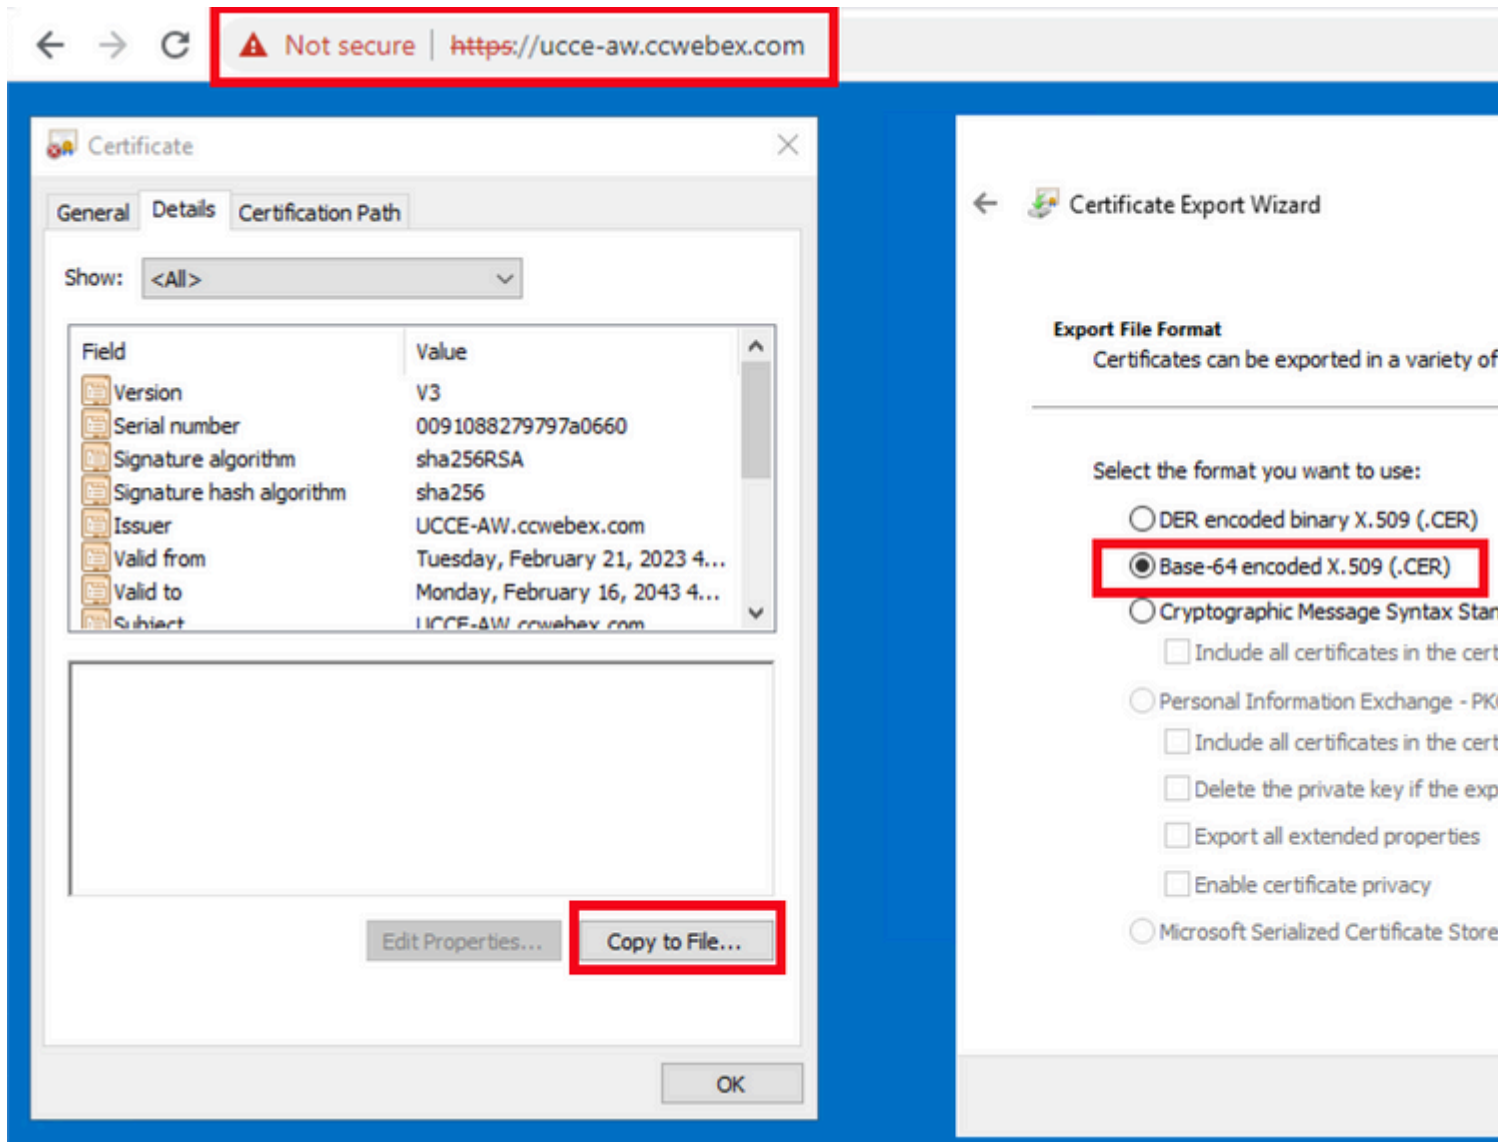 Not secure | https://ucce-aw.ccwebex.com
Certificate
General Details Certification Path
Show: <All>
Field Value
Version V3
Serial number 0091088279797a0660
Signature algorithm sha256RSA
Signature hash algorithm sha256
Issuer UCCE-AW.ccwebex.com
Valid from Tuesday, February 21, 2023 4...
Valid to Monday, February 16, 2043 4...
Subject UCCE-AW.ccwebex.com
Edit Properties... Copy to File...
OK
Certificate Export Wizard
Export File Format
Certificates can be exported in a variety of
Select the format you want to use:
DER encoded binary X.509 (.CER)
Base-64 encoded X.509 (.CER)
Cryptographic Message Syntax Stan
Include all certificates in the cert
Personal Information Exchange - PK
Include all certificates in the cert
Delete the private key if the exp
Export all extended properties
Enable certificate privacy
Microsoft Serialized Certificate Store